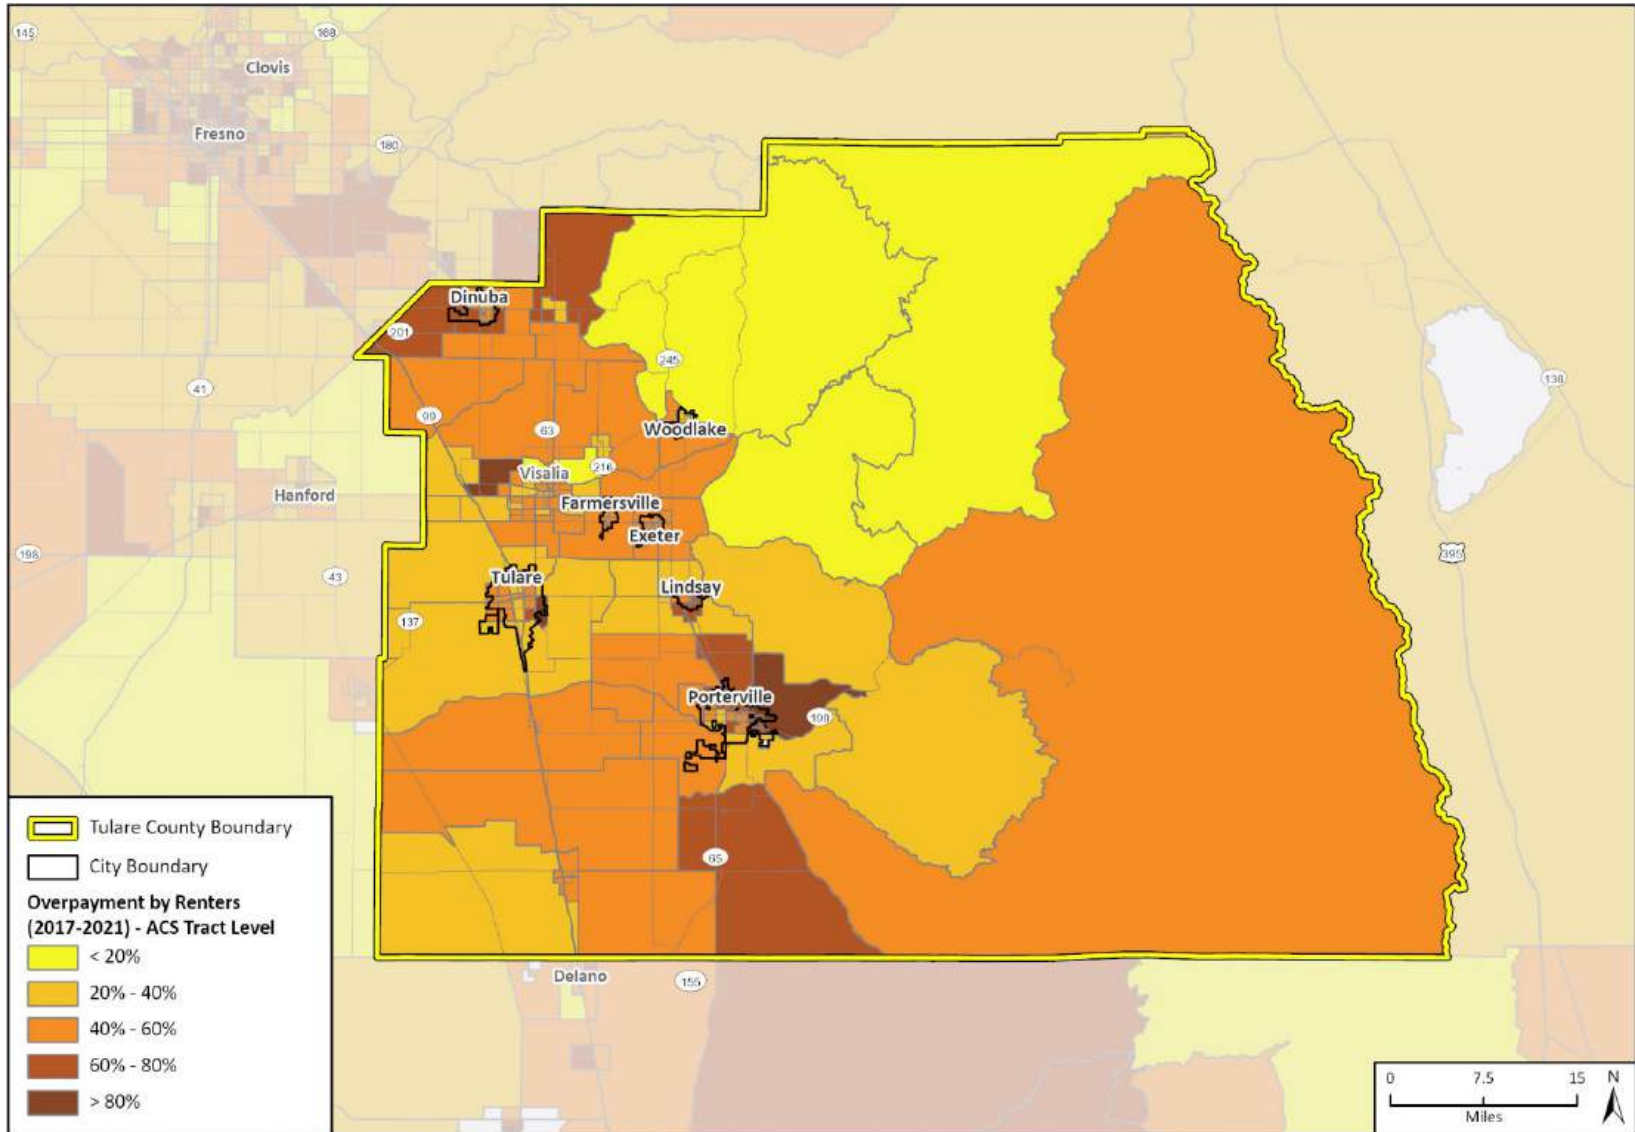 145
168
Clovis
Fresno
180
Dinuba
201
245
138
41
99
63
Woodlake
Visalia
216
Hanford
Farmersville
Exeter
198
395
43
Tulare
Lindsay
137
Porterville
190
65
Delano
155
Tulare County Boundary
City Boundary
Overpayment by Renters
(2017-2021) - ACS Tract Level
< 20%
20% - 40%
40% - 60%
60% - 80%
> 80%
0 7.5 15
Miles
N